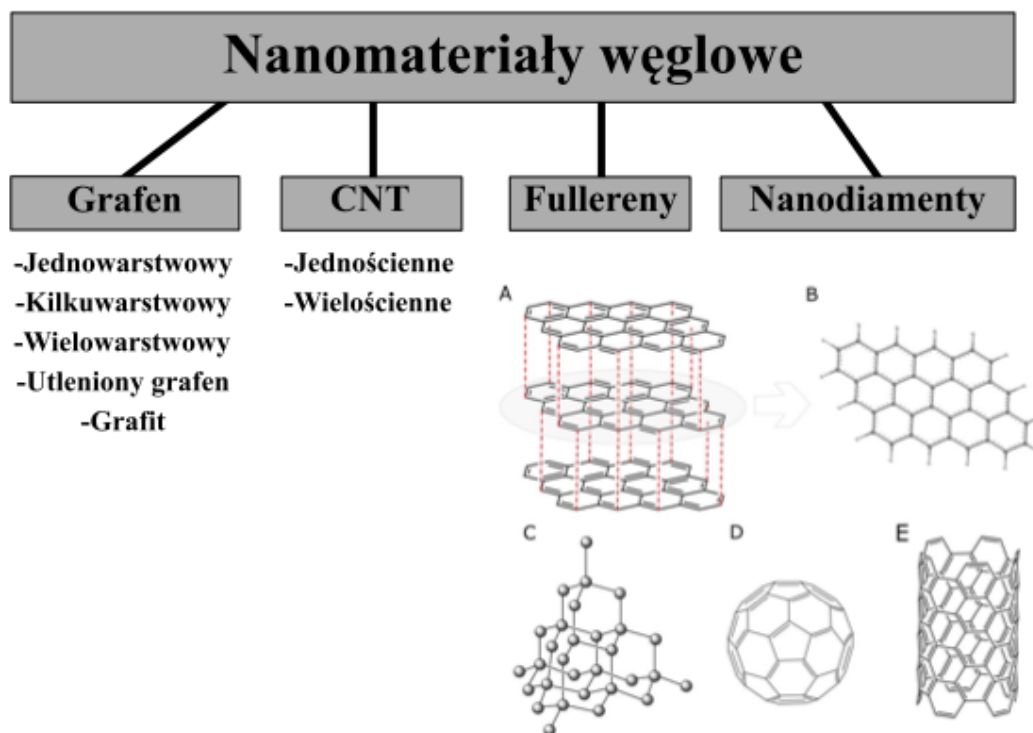 Nanomateriały węglowe
Grafen
CNT
Fullereny
Nanodiamenty
-Jednowarstwowy
-Kilkuwarstwowy
-Wielowarstwowy
-Utleniony grafen
-Grafit
-Jednościenne
-Wielościenne
A
B
C
D
E